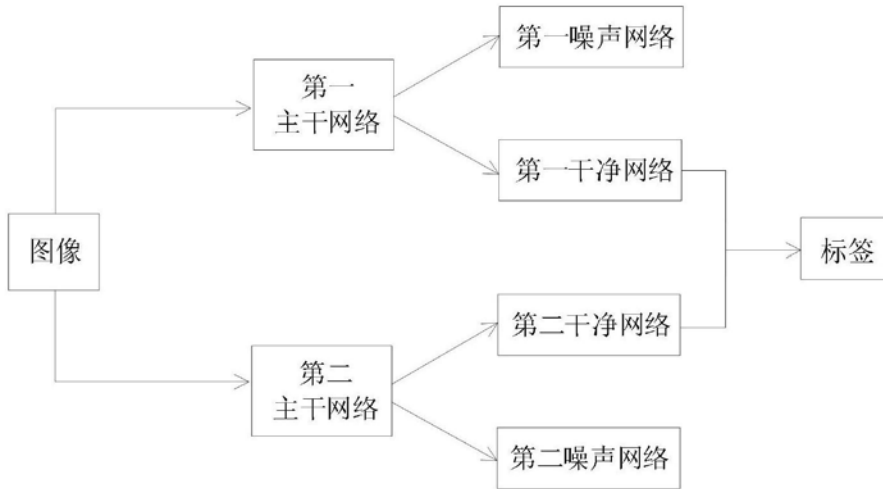 第一噪声网络
第一
主干网络
第一干净网络
图像
标签
第二干净网络
第二
主干网络
第二噪声网络